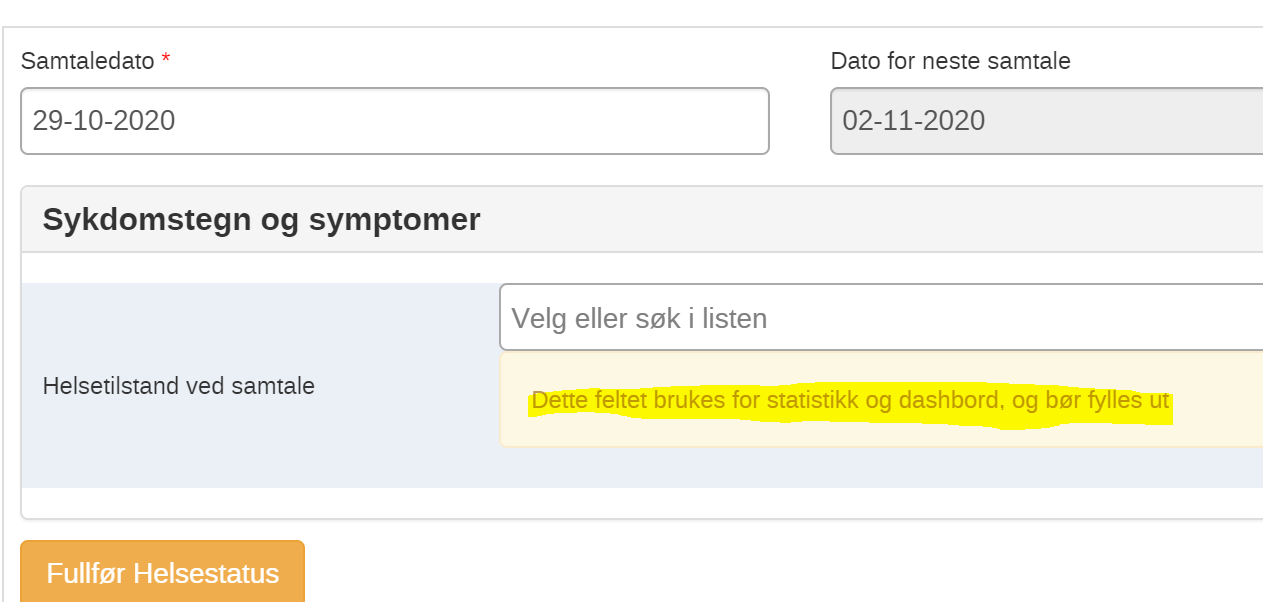 Samtaledato *
Dato for neste samtale
29-10-2020
02-11-2020
Sykdomstegn og symptomer
Velg eller søk i listen
Helsetilstand ved samtale
Dette feltet brukes for statistikk og dashbord, og bør fylles ut
Fullfør Helsestatus